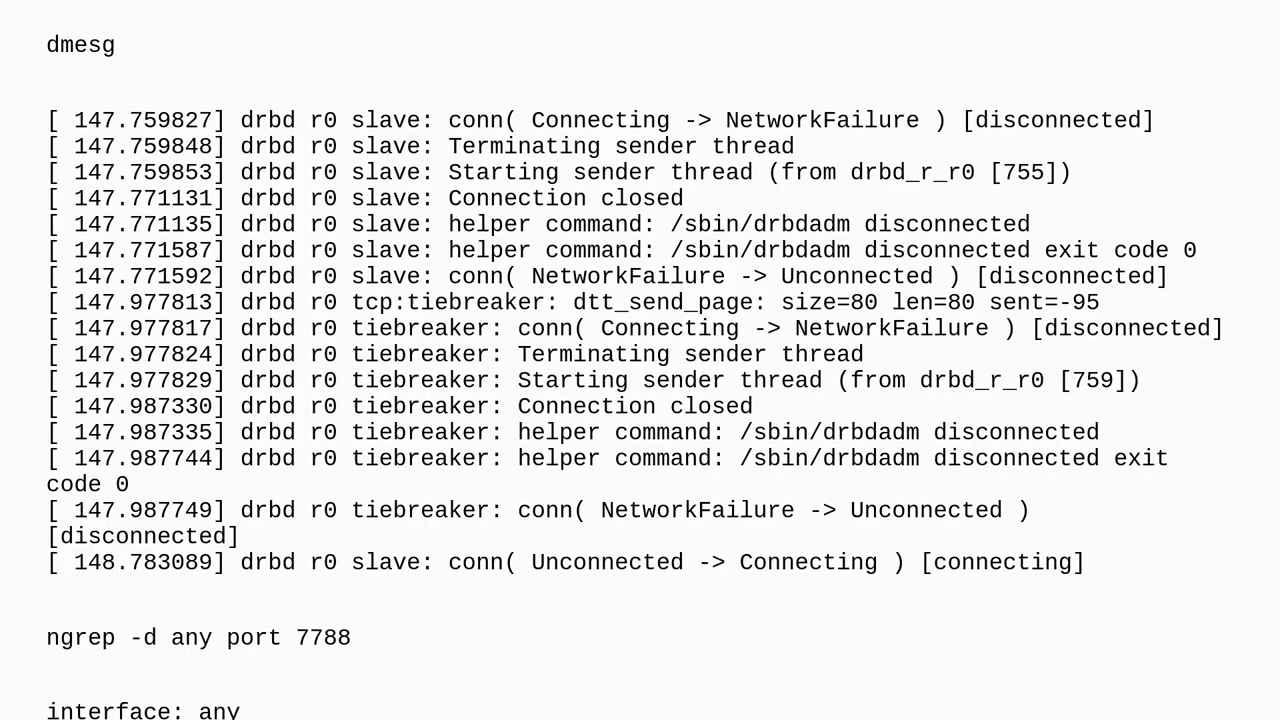 dmesg
[ 147.759827] drbd r0 slave: conn( Connecting -> NetworkFailure ) [disconnected]
[ 147.759848] drbd r0 slave: Terminating sender thread
[ 147.759853] drbd r0 slave: Starting sender thread (from drbd_r_r0 [755])
[ 147.771131] drbd r0 slave: Connection closed
[ 147.771135] drbd r0 slave: helper command: /sbin/drbdadm disconnected
[ 147.771587] drbd r0 slave: helper command: /sbin/drbdadm disconnected exit code 0
[ 147.771592] drbd r0 slave: conn( NetworkFailure -> Unconnected ) [disconnected]
[ 147.977813] drbd r0 tcp:tiebreaker: dtt_send_page: size=80 len=80 sent=-95
[ 147.977817] drbd r0 tiebreaker: conn( Connecting -> NetworkFailure ) [disconnected]
[ 147.977824] drbd r0 tiebreaker: Terminating sender thread
[ 147.977829] drbd r0 tiebreaker: Starting sender thread (from drbd_r_r0 [759])
[ 147.987330] drbd r0 tiebreaker: Connection closed
[ 147.987335] drbd r0 tiebreaker: helper command: /sbin/drbdadm disconnected
[ 147.987744] drbd r0 tiebreaker: helper command: /sbin/drbdadm disconnected exit
code 0
[ 147.987749] drbd r0 tiebreaker: conn( NetworkFailure -> Unconnected )
[disconnected]
[ 148.783089] drbd r0 slave: conn( Unconnected -> Connecting ) [connecting]
ngrep -d any port 7788
interface: any